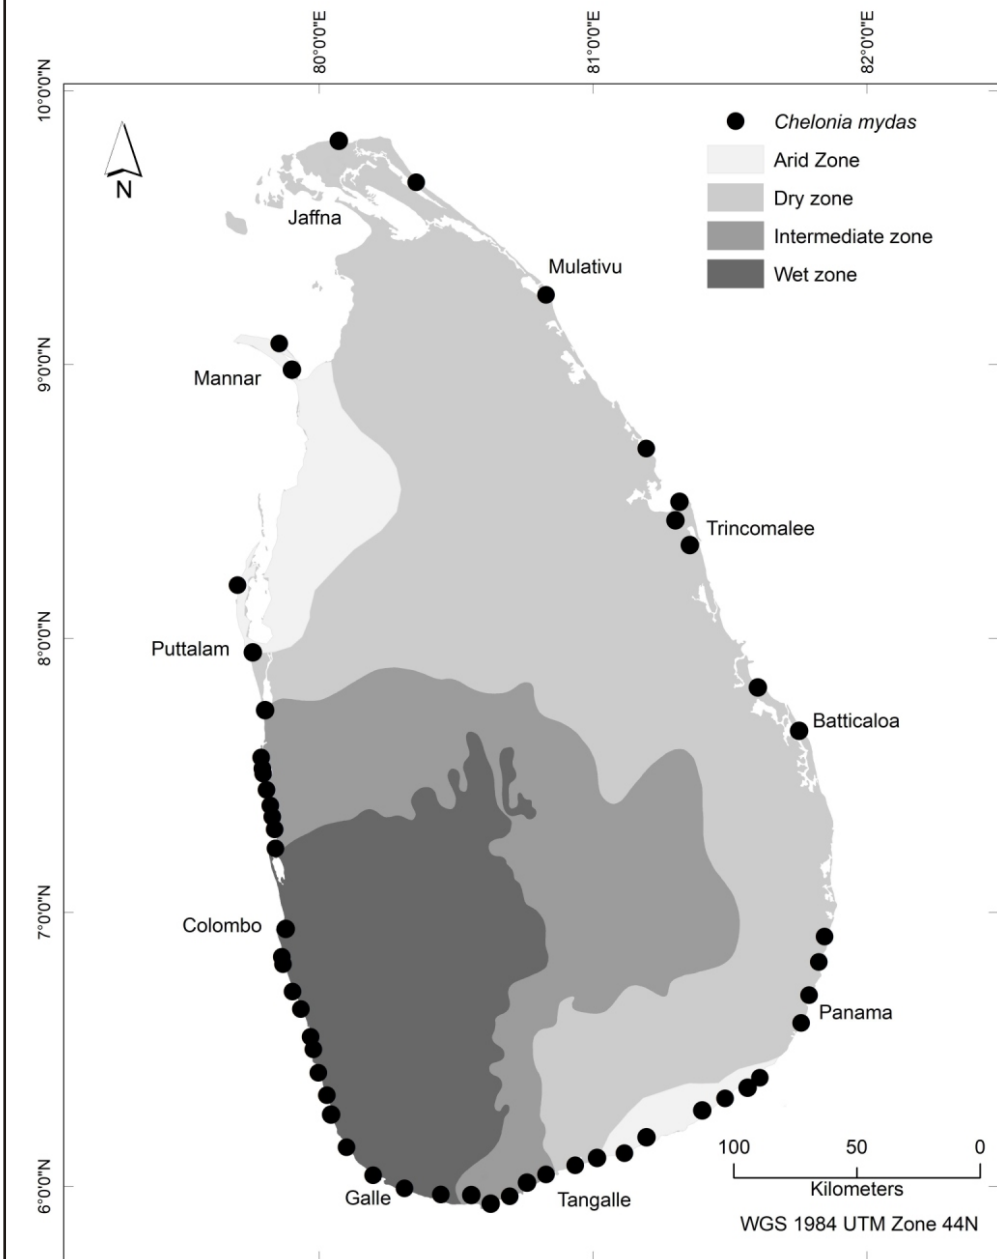 80°0'0"E
81°0'0"E
82°0'0"E
10°0'0"N
9°0'0"N
8°0'0"N
7°0'0"N
6°0'0"N
N
Chelonia mydas
Arid Zone
Dry zone
Intermediate zone
Wet zone
Jaffna
Mulativu
Mannar
Trincomalee
Puttalam
Batticaloa
Colombo
Panama
Galle
Tangalle
100 50 0
Kilometers
WGS 1984 UTM Zone 44N